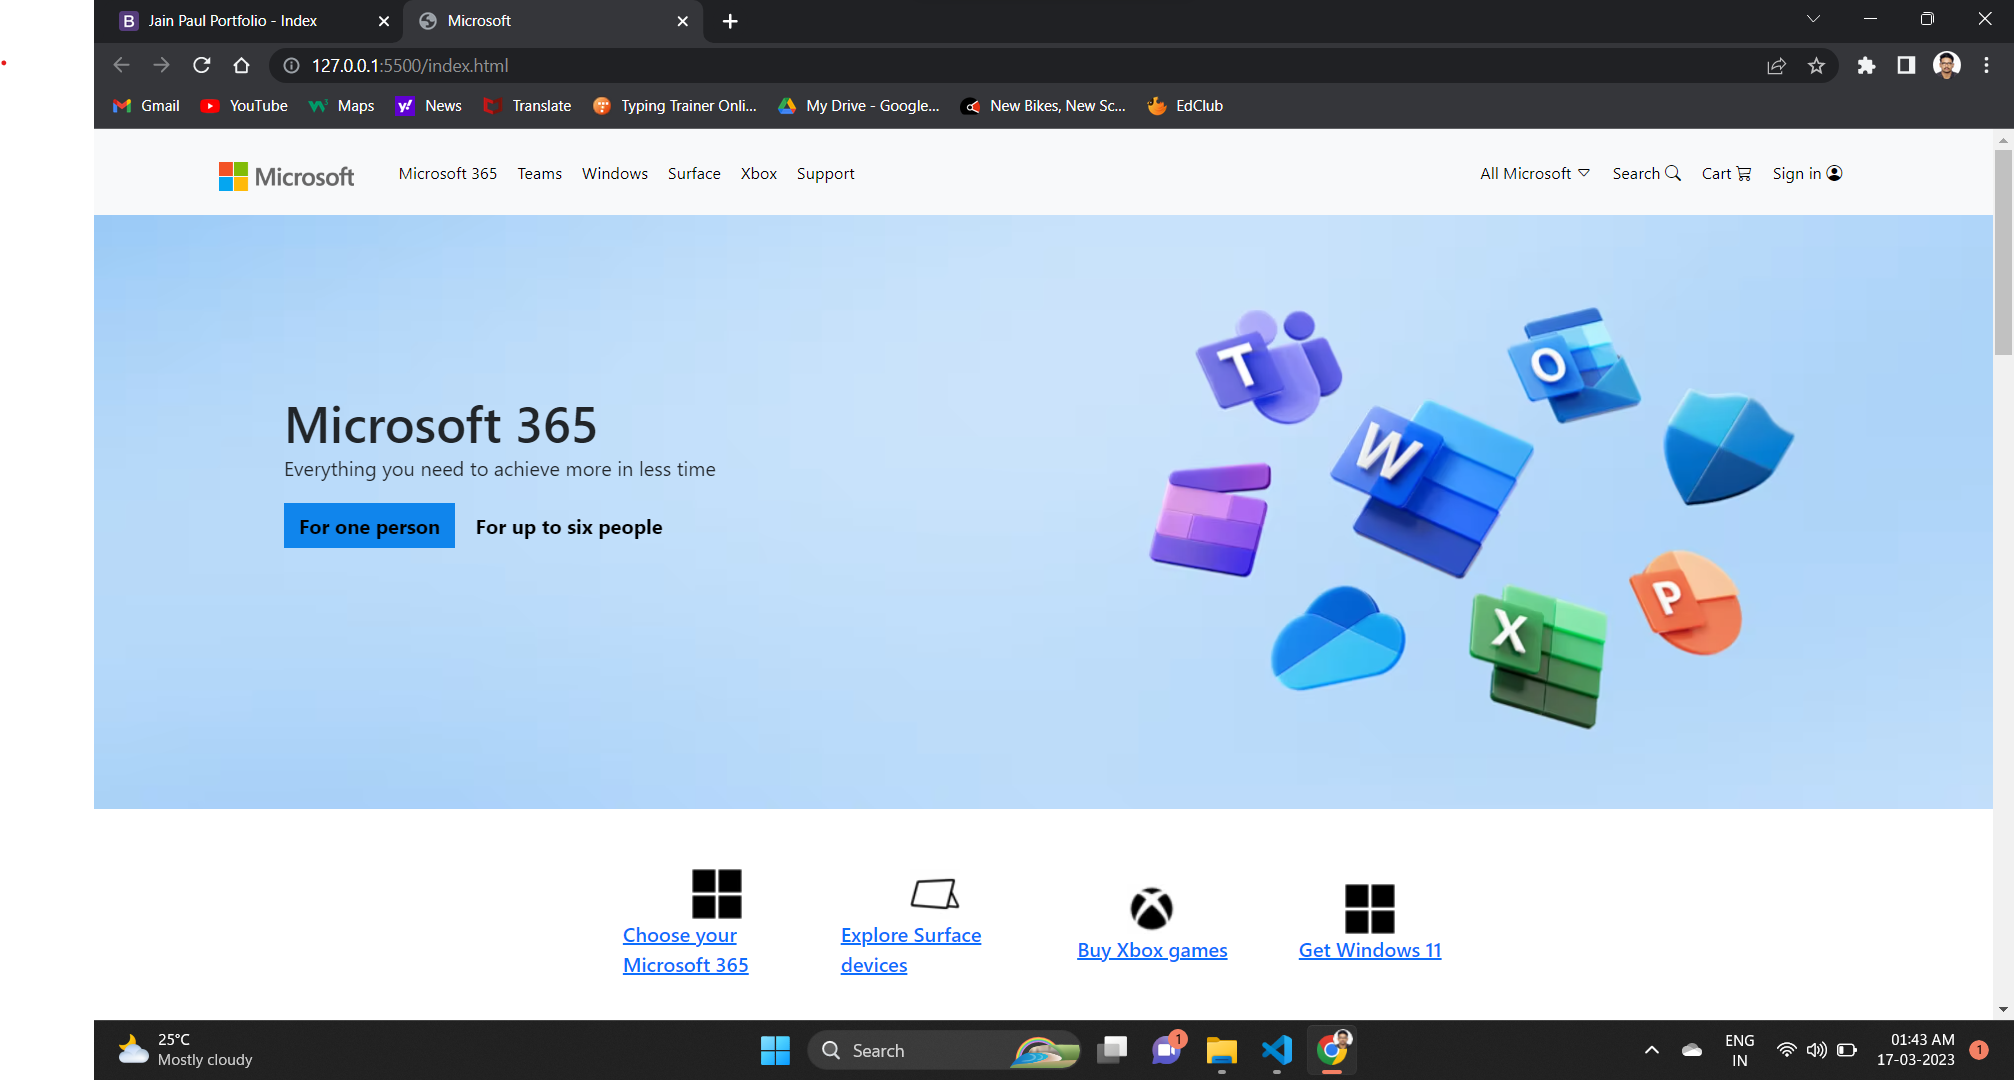 Jain Paul Portfolio - Index
Microsoft
127.0.0.1:5500/index.html
Gmail YouTube Maps News Translate Typing Trainer Onli... My Drive - Google... New Bikes, New Sc... EdClub
Microsoft Microsoft 365 Teams Windows Surface Xbox Support All Microsoft Search Cart Sign in
T
O
W
Microsoft 365
Everything you need to achieve more in less time
For one person For up to six people
P
X
Choose your
Microsoft 365
Explore Surface
devices
Buy Xbox games
Get Windows 11
25°C
Mostly cloudy
Search
1
ENG
IN
01:43 AM
17-03-2023
1